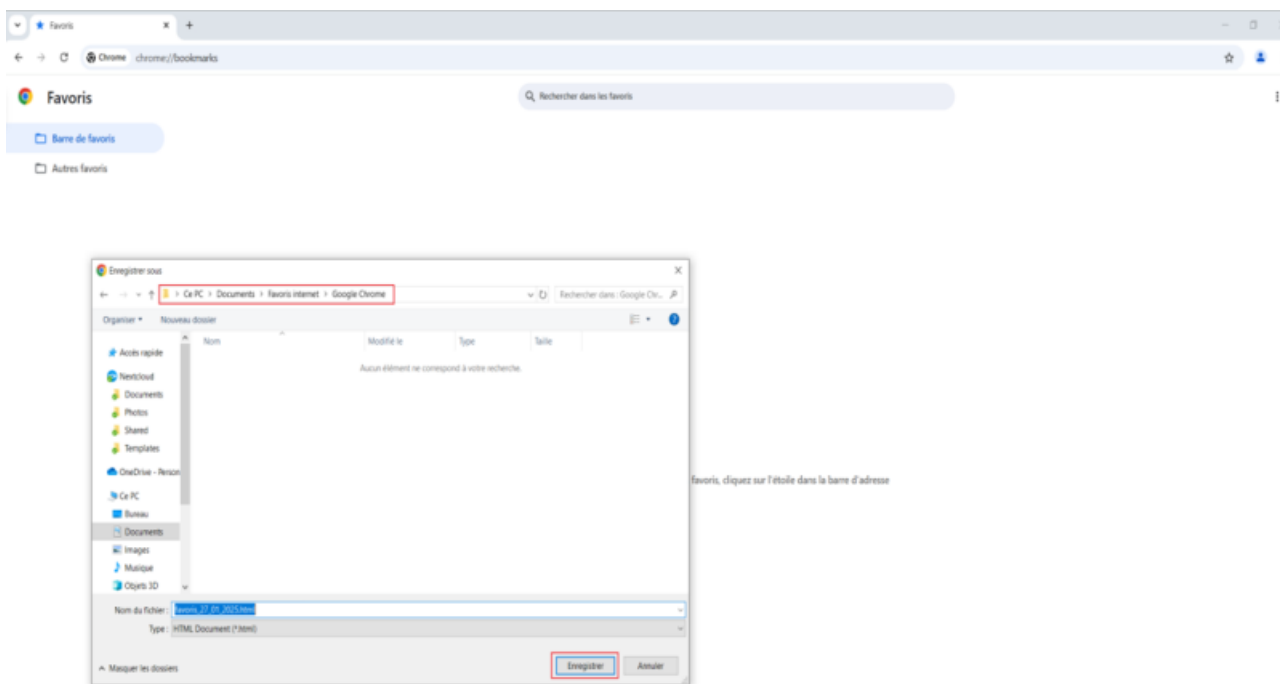 Favoris
Chrome chrome://bookmarks
Favoris
Rechercher dans les favoris
Barre de favoris
Autres favoris
favoris, cliquez sur l'étoile dans la barre d'adresse
Enregistrer sous
Ce PC > Documents > Favoris internet > Google Chrome
Rechercher dans : Google Chr...
Organiser
Nouveau dossier
Nom
Modifié le
Type
Taille
Aucun élément ne correspond à votre recherche.
Accès rapide
Nextcloud
Documents
Photos
Shared
Templates
OneDrive - Person
Ce PC
Bureau
Documents
Images
Musique
Objets 3D
Nom du fichier : favoris_27_01_2025.html
Type : HTML Document (*.html)
Masquer les dossiers
Enregistrer
Annuler